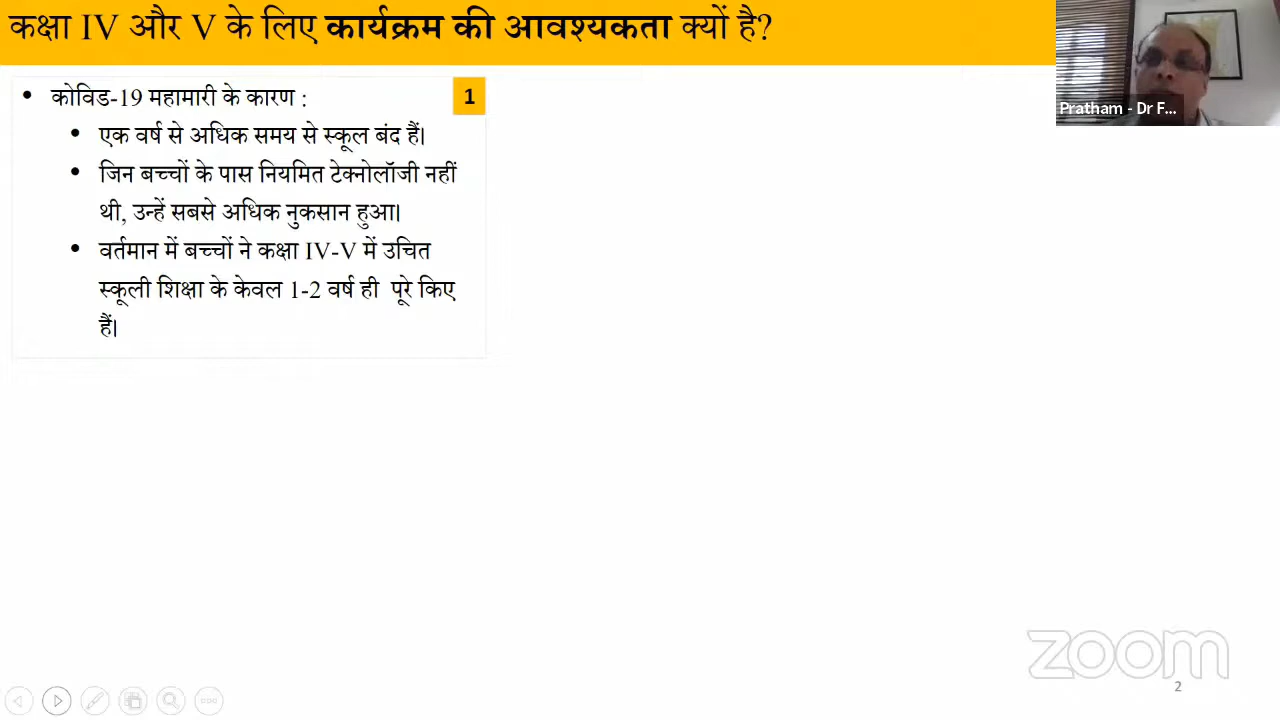 कक्षा IV और V के लिए कार्यक्रम की आवश्यकता क्यों है?
1
कोविड-19 महामारी के कारण :
एक वर्ष से अधिक समय से स्कूल बंद हैं।
जिन बच्चों के पास नियमित टेक्नोलॉजी नहीं
थी, उन्हें सबसे अधिक नुकसान हुआ।
वर्तमान में बच्चों ने कक्षा IV-V में उचित
स्कूली शिक्षा के केवल 1-2 वर्ष ही पूरे किए
हैं।
Pratham - Dr F...
zoom
2